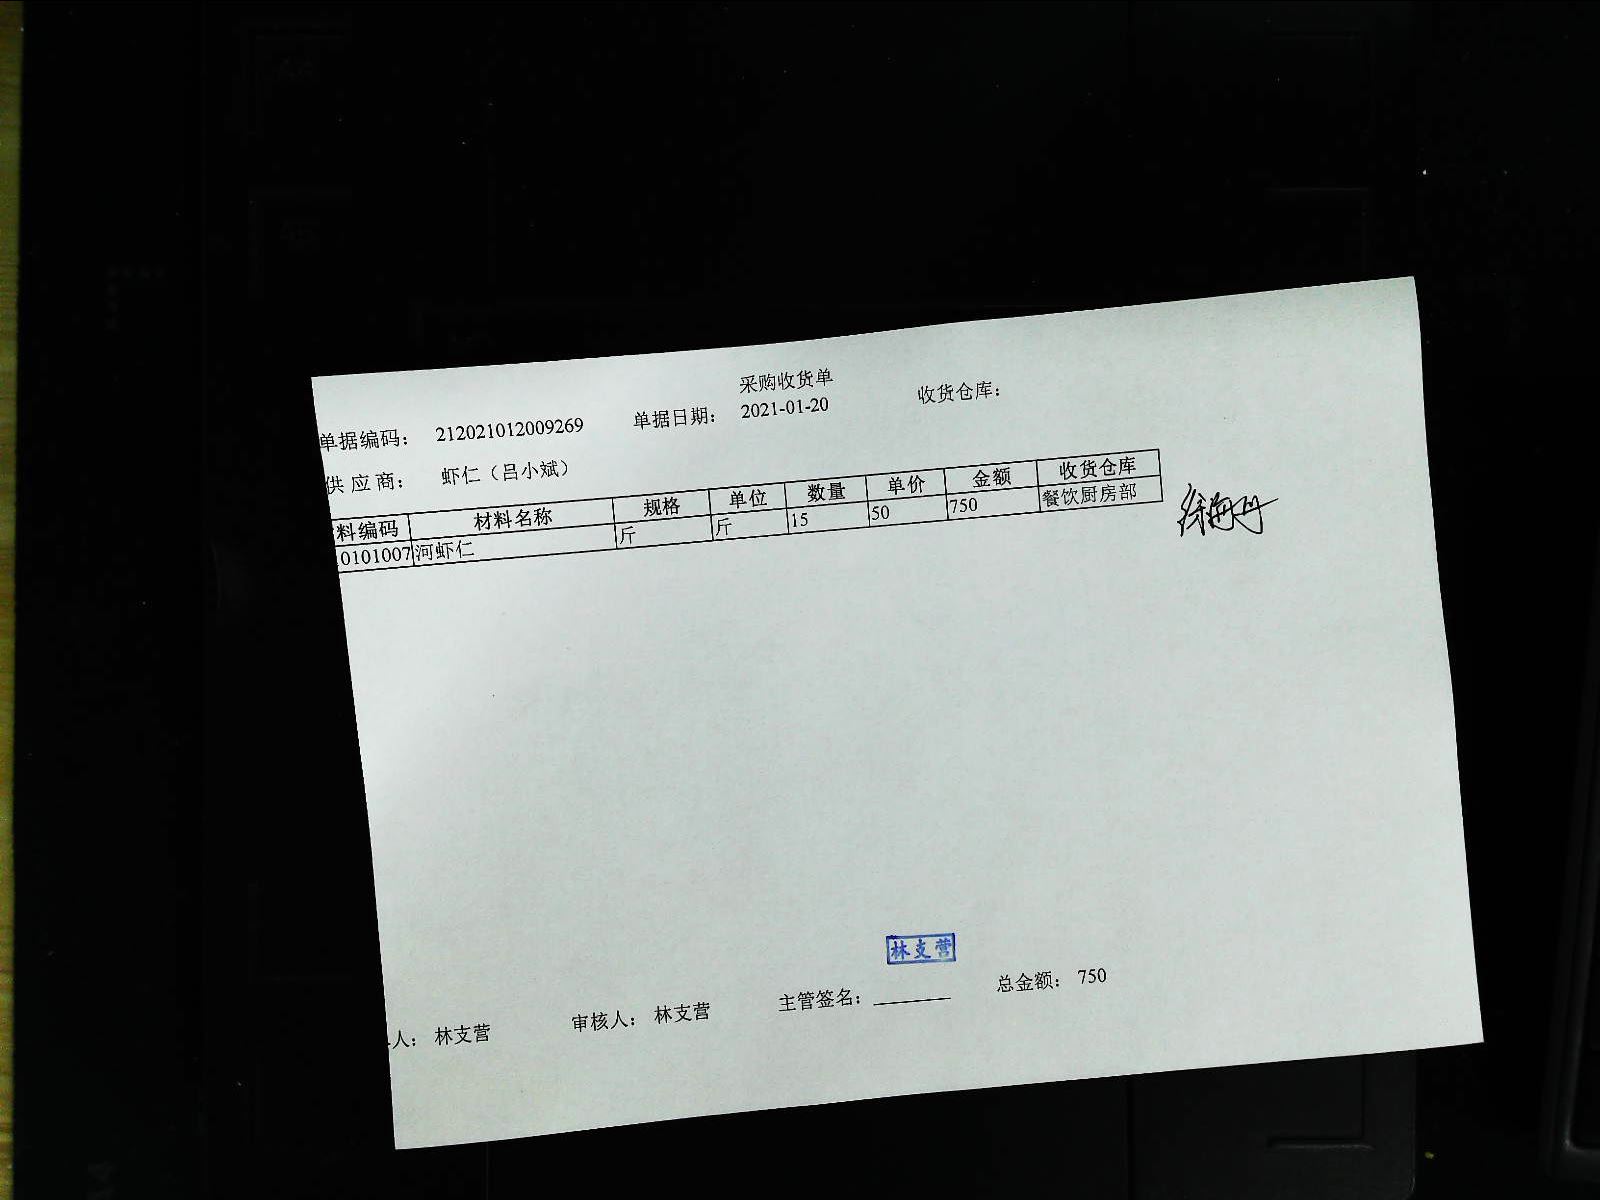 采购收货单
单据编码： 212021012009269 单据日期： 2021-01-20 收货仓库：
供应商： 虾仁（吕小斌）
料编码 材料名称 规格 单位 数量 单价 金额 收货仓库
0101007 河虾仁 斤 斤 15 50 750 餐饮厨房部
徐海丹
林支营
人： 林支营 审核人： 林支营 主管签名： 总金额： 750